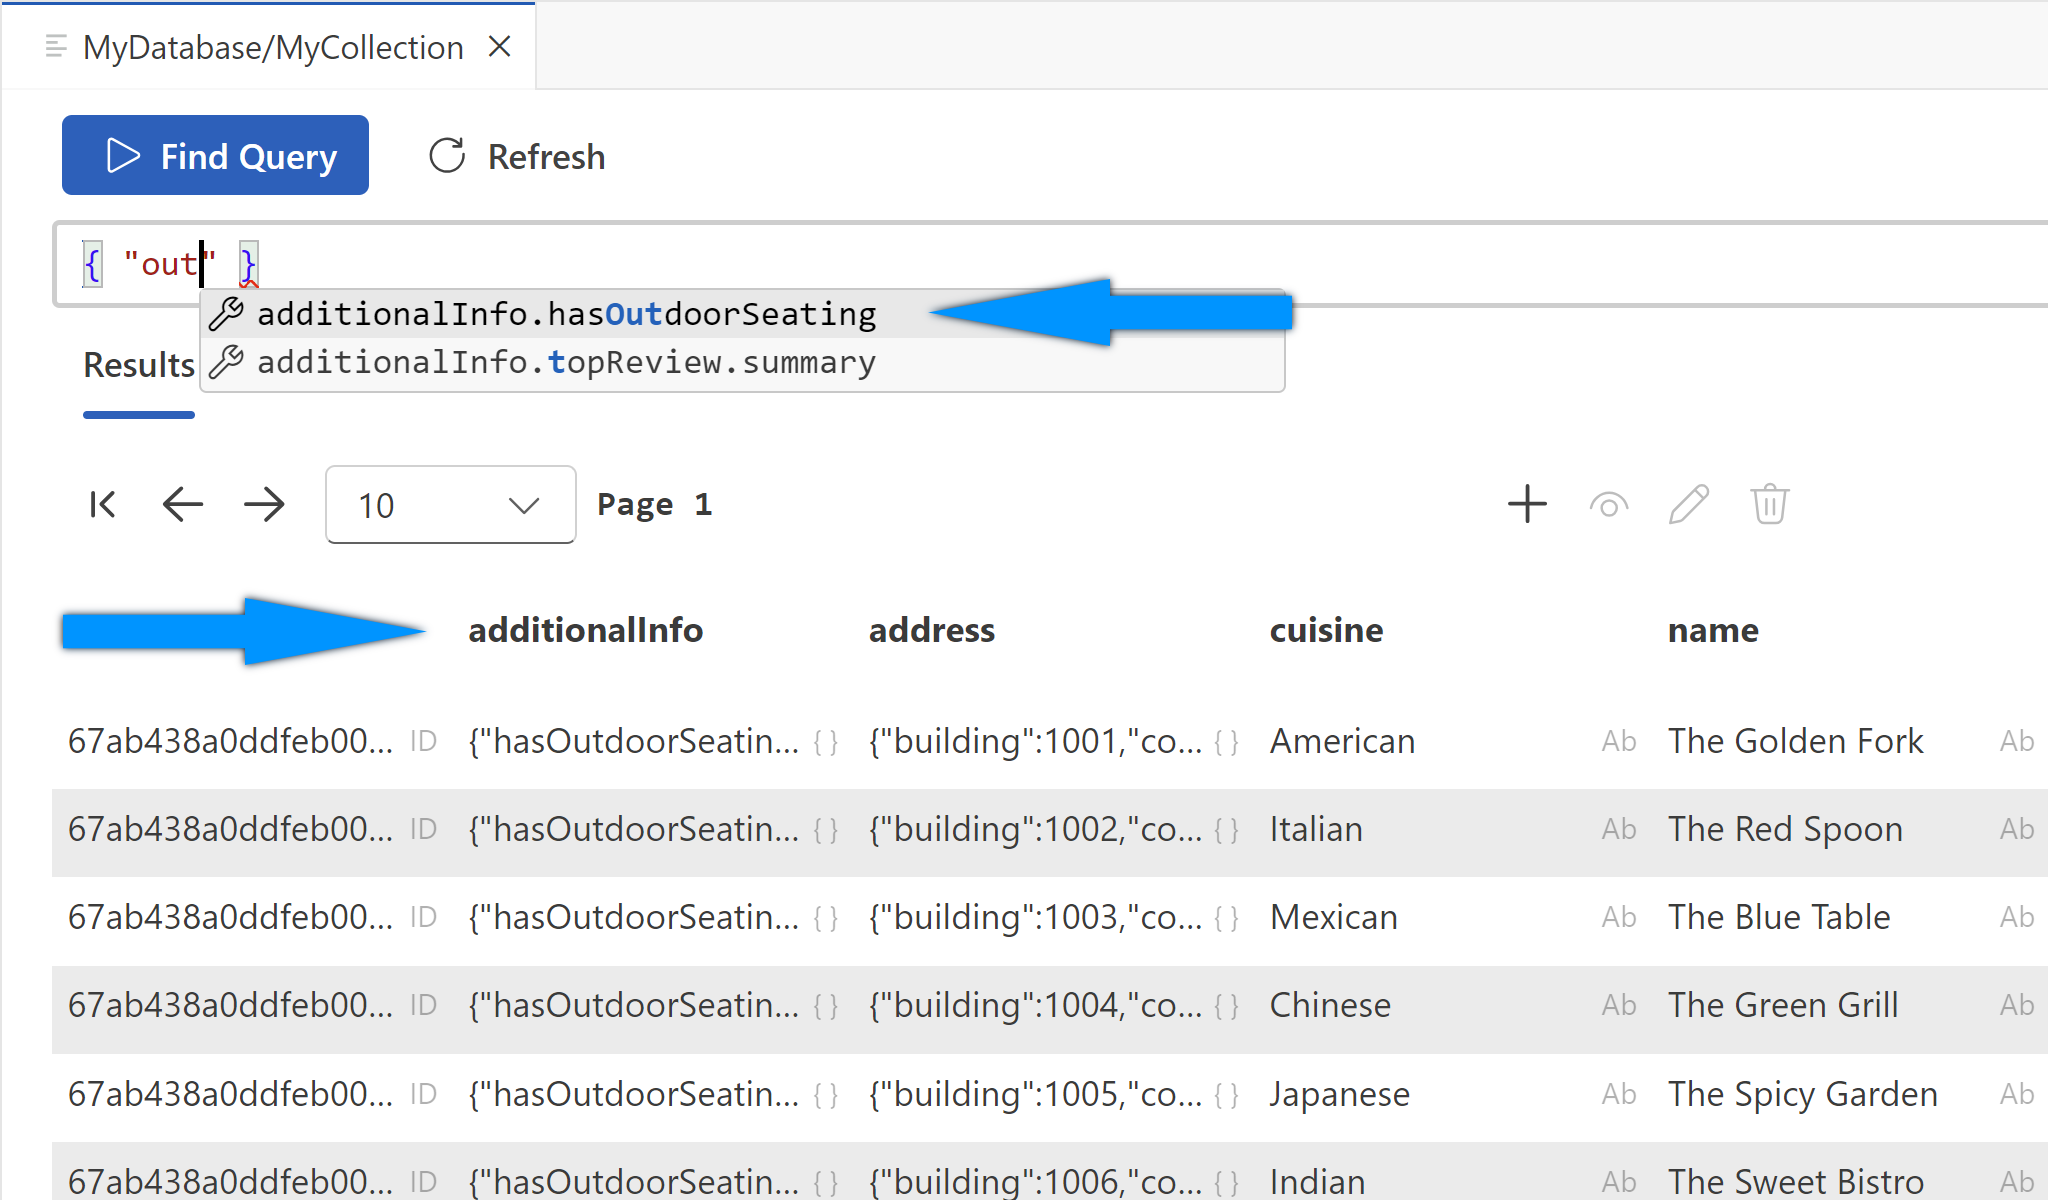 MyDatabase/MyCollection
Find Query Refresh
{ "out" }
additionalInfo.hasOutdoorSeating
additionalInfo.topReview.summary
Results
10 Page 1
additionalInfo address cuisine name
67ab438a0ddfeb00... ID {"hasOutdoorSeatin... {} {"building":1001,"co... {} American Ab The Golden Fork Ab
67ab438a0ddfeb00... ID {"hasOutdoorSeatin... {} {"building":1002,"co... {} Italian Ab The Red Spoon Ab
67ab438a0ddfeb00... ID {"hasOutdoorSeatin... {} {"building":1003,"co... {} Mexican Ab The Blue Table Ab
67ab438a0ddfeb00... ID {"hasOutdoorSeatin... {} {"building":1004,"co... {} Chinese Ab The Green Grill Ab
67ab438a0ddfeb00... ID {"hasOutdoorSeatin... {} {"building":1005,"co... {} Japanese Ab The Spicy Garden Ab
67ab438a0ddfeb00... ID {"hasOutdoorSeatin... {} {"building":1006,"co... {} Indian Ab The Sweet Bistro Ab